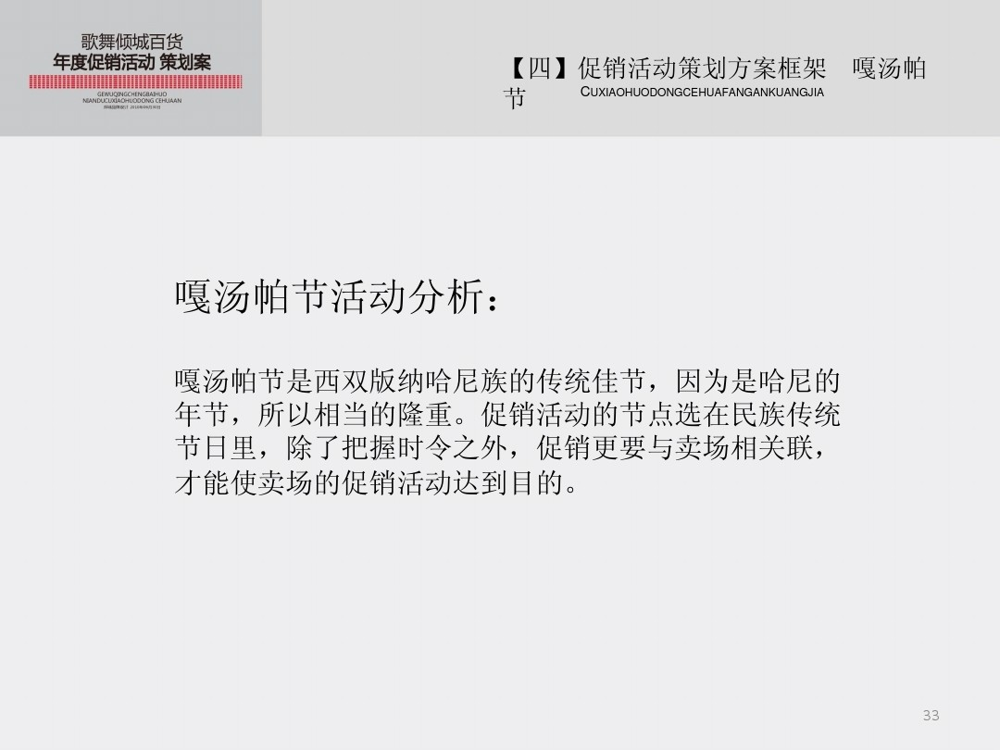 歌舞倾城百货
年度促销活动 策划案
GEWUQINGCHENGBAIHUO
NIANDUCUXIAOHUODONG CEHUAAN
【四】促销活动策划方案框架 嘎汤帕
节
CUXIAOHUODONGCEHUAFANGANKUANGJIA
嘎汤帕节活动分析：
嘎汤帕节是西双版纳哈尼族的传统佳节，因为是哈尼的
年节，所以相当的隆重。促销活动的节点选在民族传统
节日里，除了把握时令之外，促销更要与卖场相关联，
才能使卖场的促销活动达到目的。
33